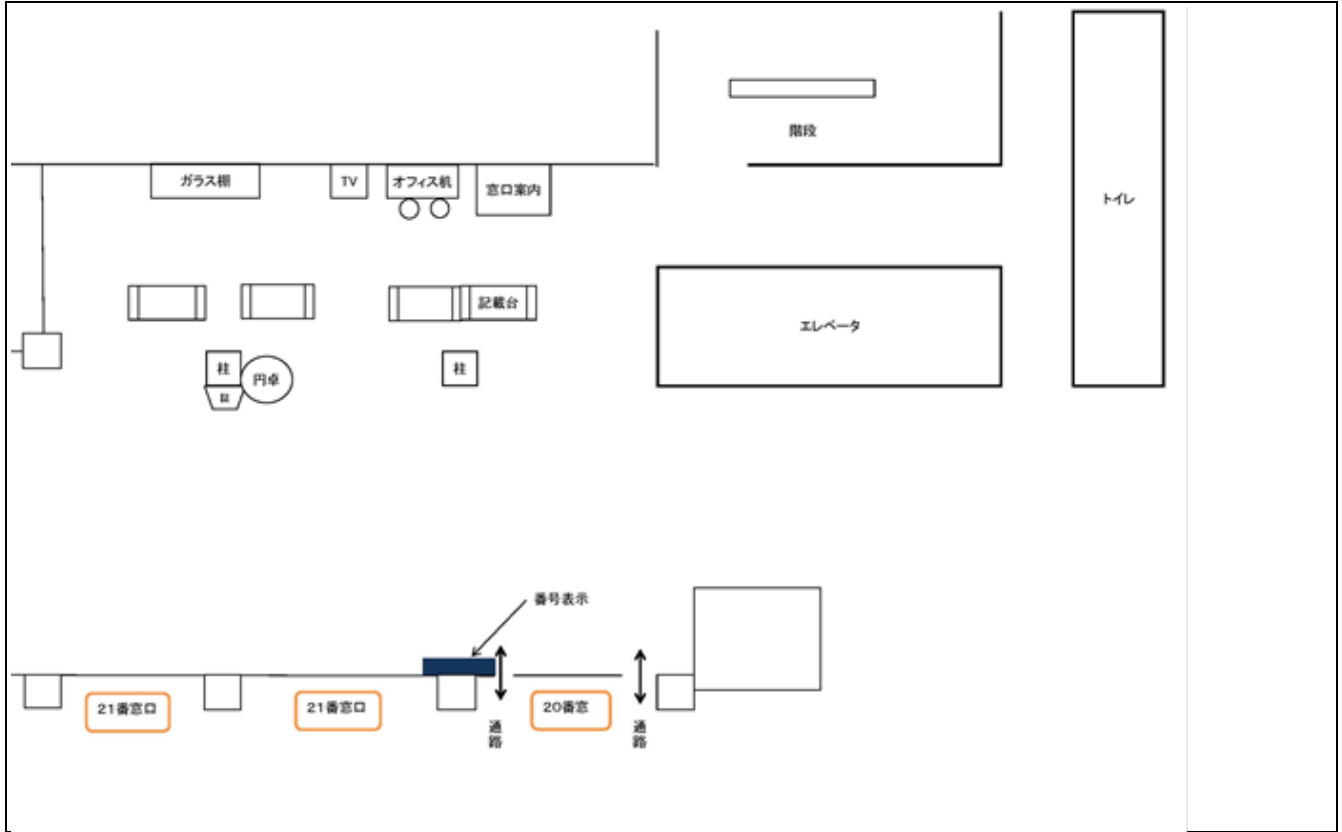 階段
ガラス棚
TV
オフィス机
窓口案内
トイレ
記載台
エレベータ
柱
円卓
柱
番号表示
21番窓口
21番窓口
20番窓
通路
通路